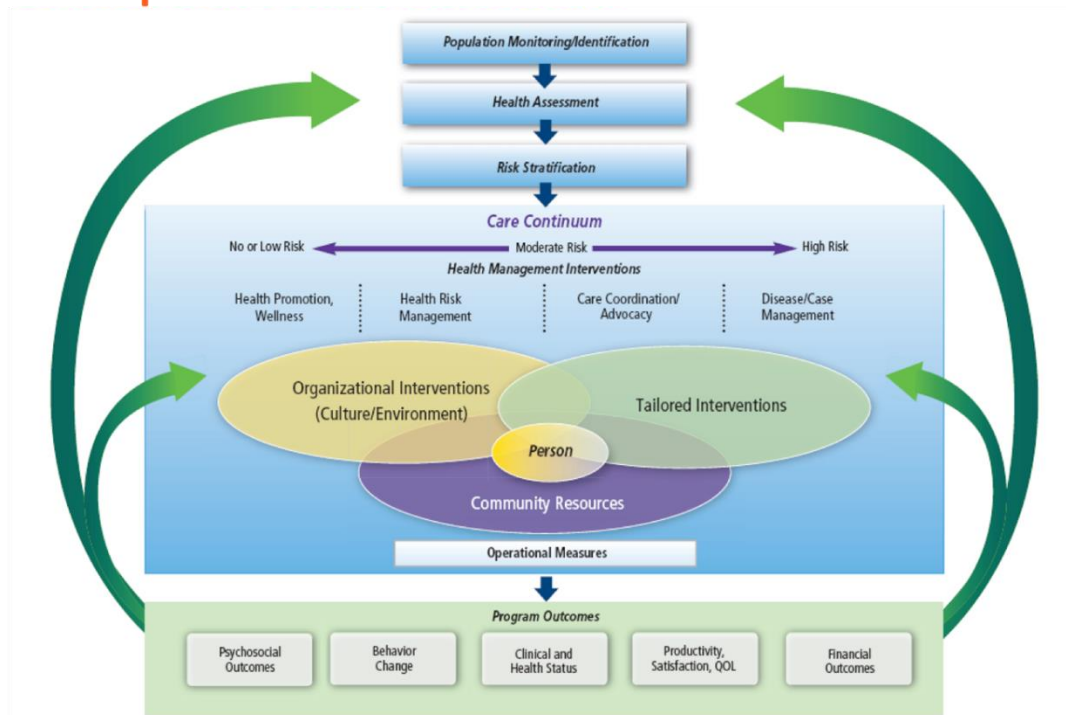 Population Monitoring/Identification
Health Assessment
Risk Stratification
Care Continuum
No or Low Risk
Moderate Risk
High Risk
Health Management Interventions
Health Promotion,
Wellness
Health Risk
Management
Care Coordination/
Advocacy
Disease/Case
Management
Organizational Interventions
(Culture/Environment)
Tailored Interventions
Person
Community Resources
Operational Measures
Program Outcomes
Psychosocial
Outcomes
Behavior
Change
Clinical and
Health Status
Productivity,
Satisfaction, QOL
Financial
Outcomes